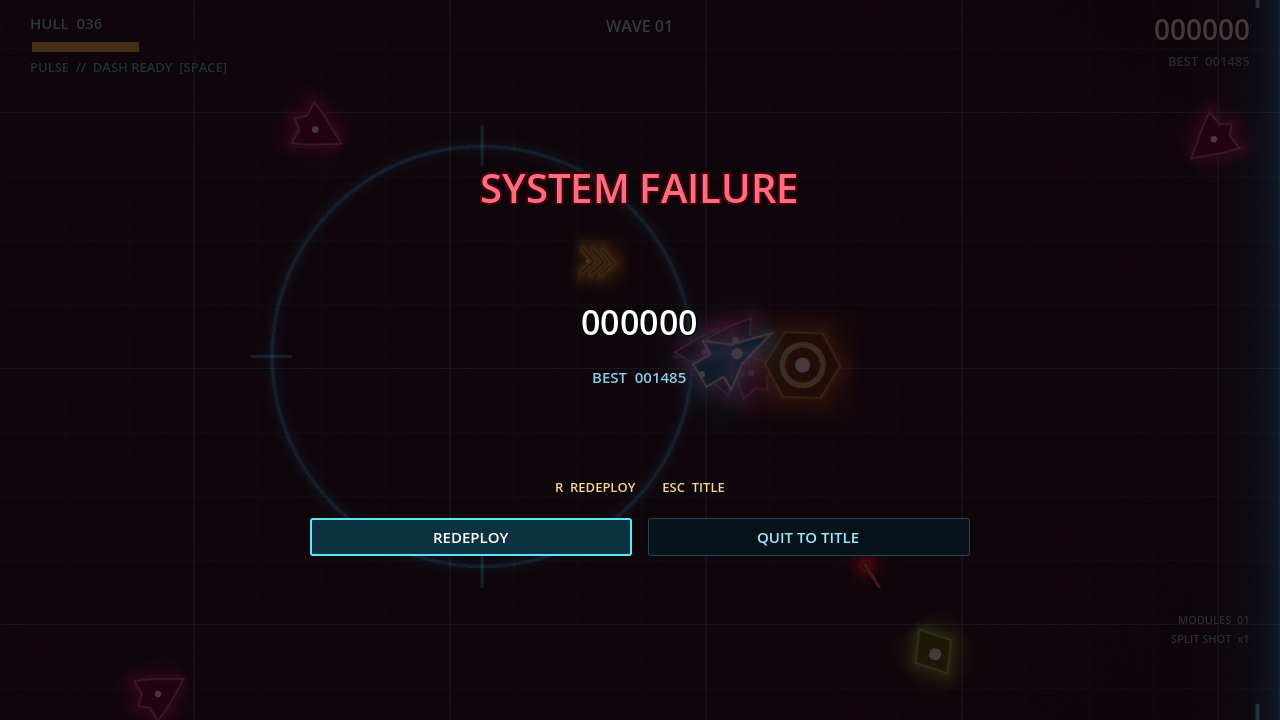 HULL 036
WAVE 01
000000
BEST 001485
PULSE // DASH READY [SPACE]
SYSTEM FAILURE
000000
BEST 001485
R REDEPLOY ESC TITLE
REDEPLOY
QUIT TO TITLE
MODULES 01
SPLIT SHOT x1